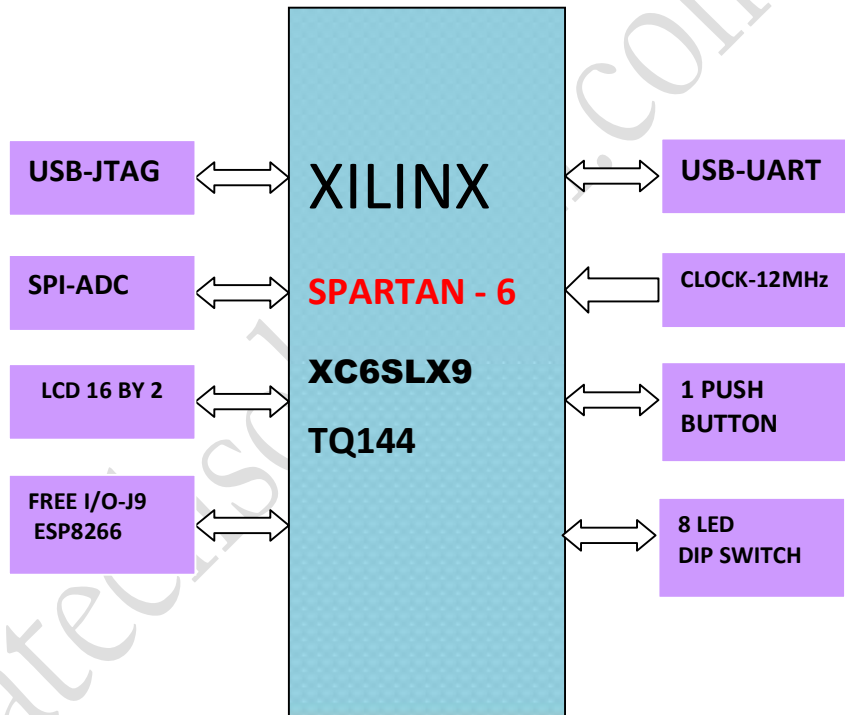 USB-JTAG
SPI-ADC
LCD 16 BY 2
FREE I/O-J9
ESP8266
XILINX
SPARTAN - 6
XC6SLX9
TQ144
USB-UART
CLOCK-12MHz
1 PUSH
BUTTON
8 LED
DIP SWITCH